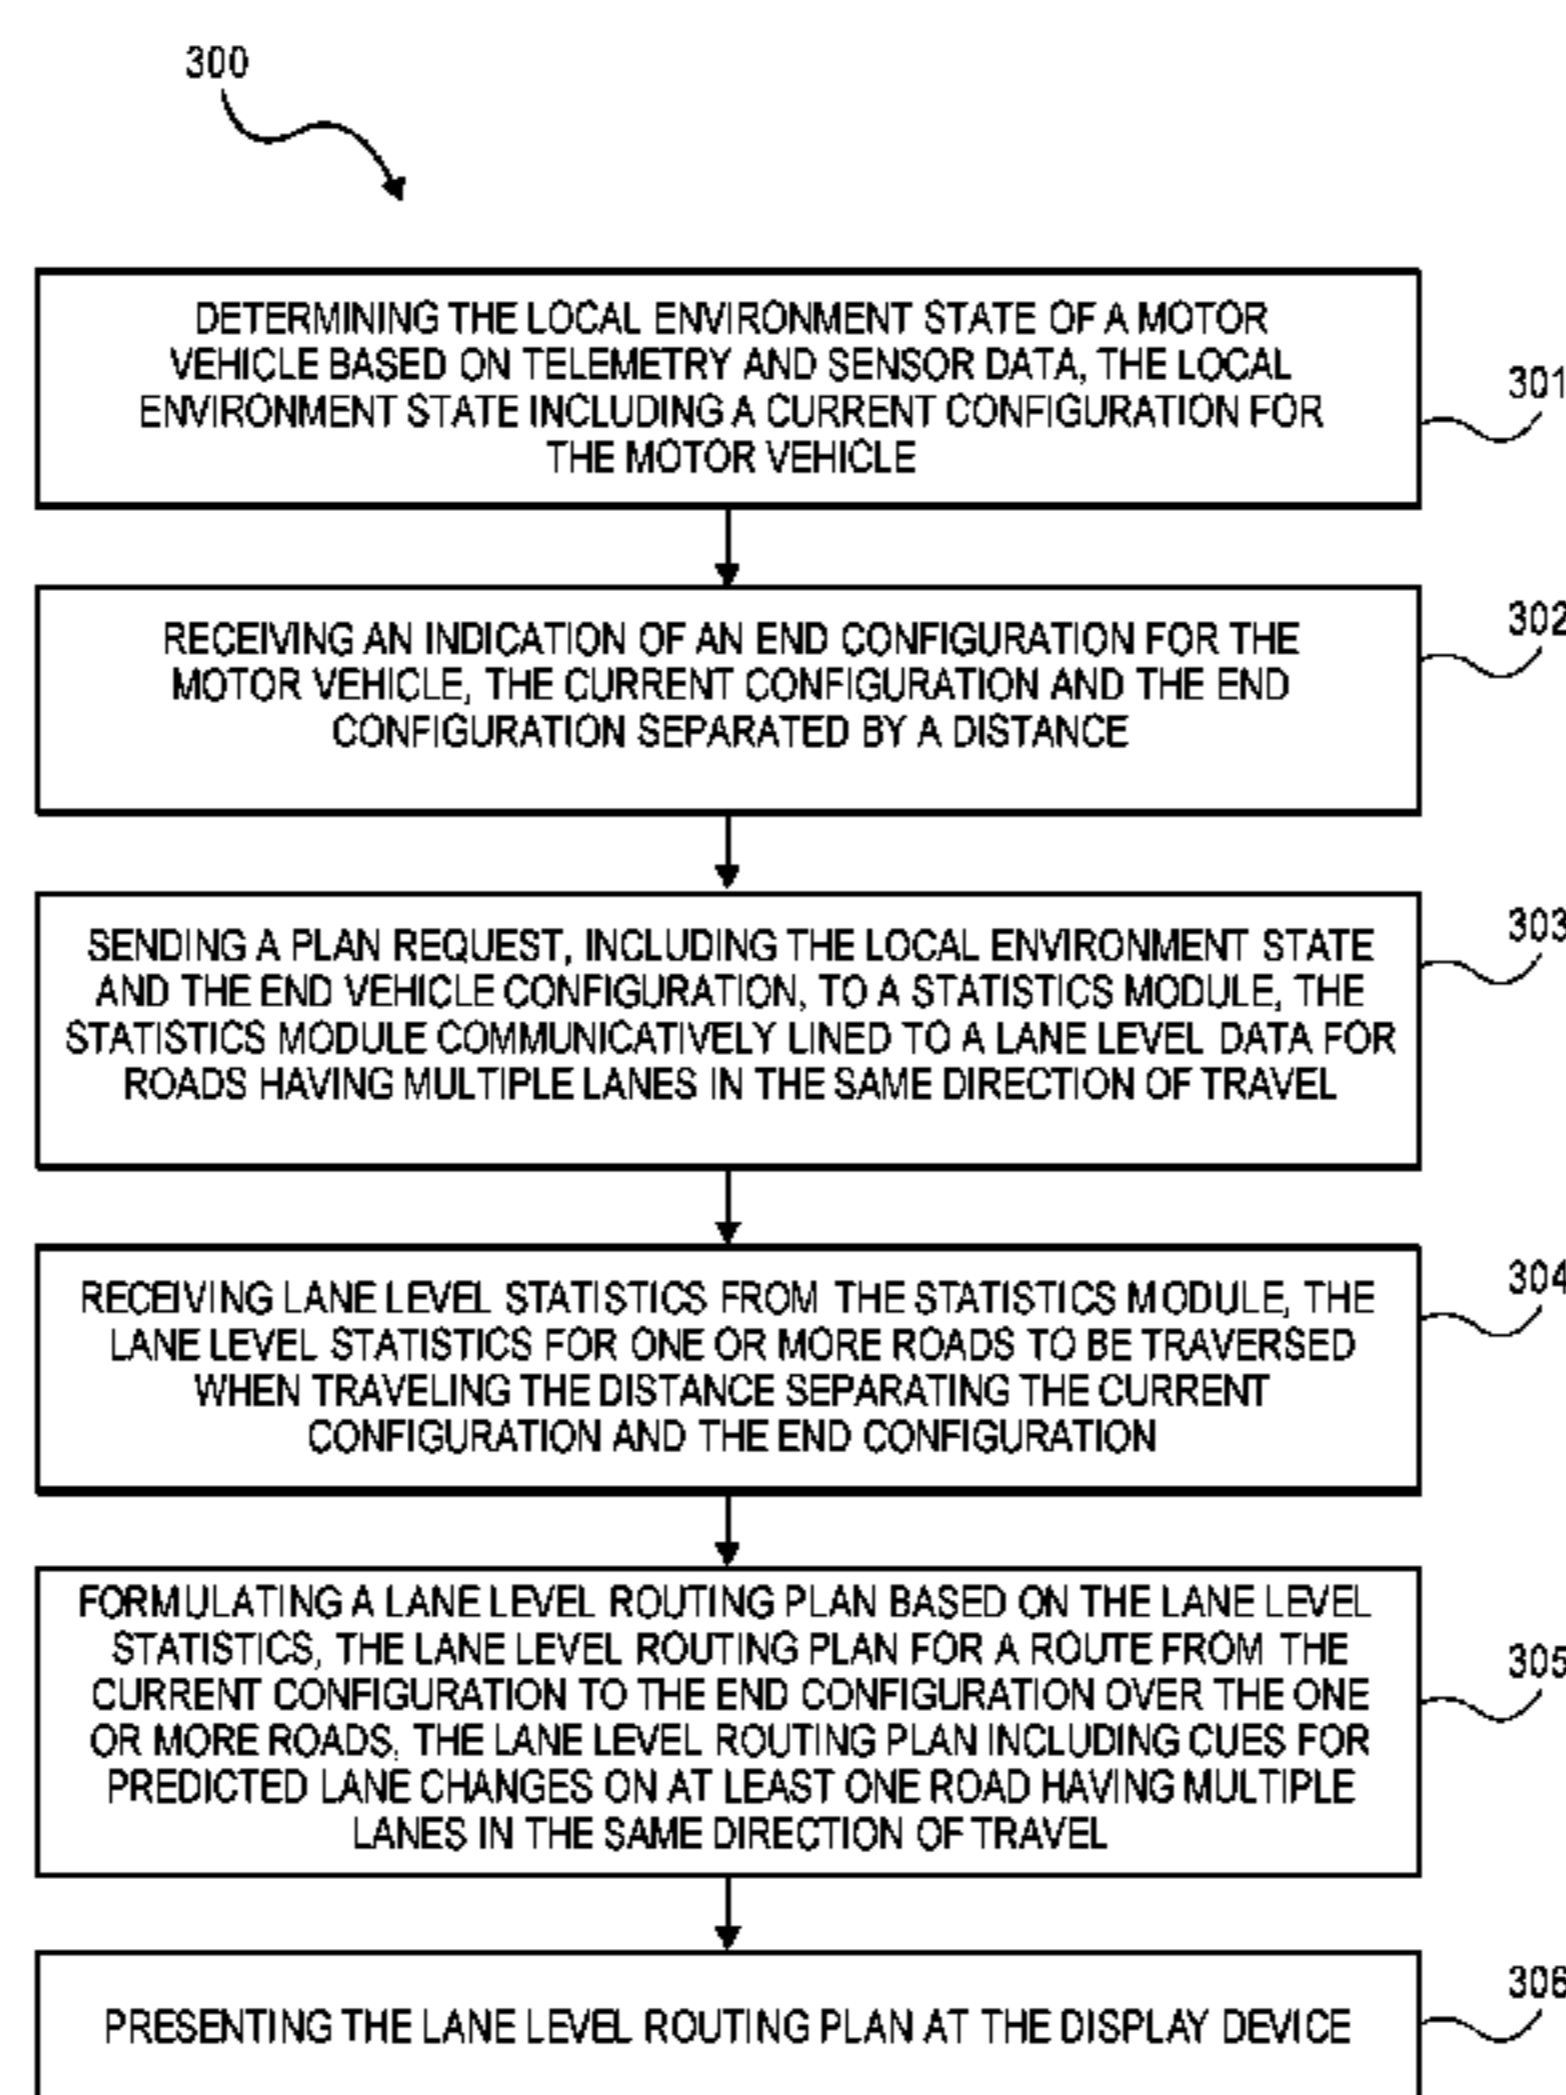 300
DETERMINING THE LOCAL ENVIRONMENT STATE OF A MOTOR
VEHICLE BASED ON TELEMETRY AND SENSOR DATA, THE LOCAL
ENVIRONMENT STATE INCLUDING A CURRENT CONFIGURATION FOR
THE MOTOR VEHICLE
301
RECEIVING AN INDICATION OF AN END CONFIGURATION FOR THE
MOTOR VEHICLE, THE CURRENT CONFIGURATION AND THE END
CONFIGURATION SEPARATED BY A DISTANCE
302
SENDING A PLAN REQUEST, INCLUDING THE LOCAL ENVIRONMENT STATE
AND THE END VEHICLE CONFIGURATION, TO A STATISTICS MODULE, THE
STATISTICS MODULE COMMUNICATIVELY LINED TO A LANE LEVEL DATA FOR
ROADS HAVING MULTIPLE LANES IN THE SAME DIRECTION OF TRAVEL
303
RECEIVING LANE LEVEL STATISTICS FROM THE STATISTICS MODULE, THE
LANE LEVEL STATISTICS FOR ONE OR MORE ROADS TO BE TRAVERSED
WHEN TRAVELING THE DISTANCE SEPARATING THE CURRENT
CONFIGURATION AND THE END CONFIGURATION
304
FORMULATING A LANE LEVEL ROUTING PLAN BASED ON THE LANE LEVEL
STATISTICS, THE LANE LEVEL ROUTING PLAN FOR A ROUTE FROM THE
CURRENT CONFIGURATION TO THE END CONFIGURATION OVER THE ONE
OR MORE ROADS, THE LANE LEVEL ROUTING PLAN INCLUDING CUES FOR
PREDICTED LANE CHANGES ON AT LEAST ONE ROAD HAVING MULTIPLE
LANES IN THE SAME DIRECTION OF TRAVEL
305
PRESENTING THE LANE LEVEL ROUTING PLAN AT THE DISPLAY DEVICE
306